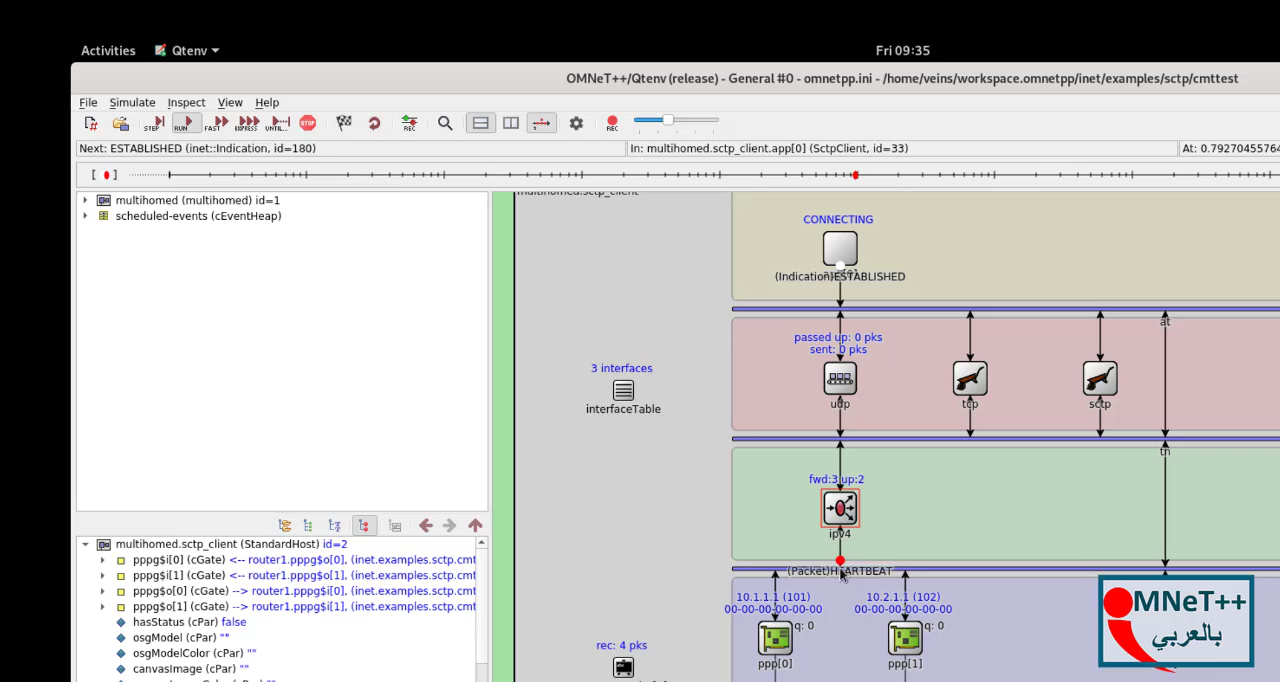 Activities Qtenv Fri 09:35
OMNeT++/Qtenv (release) - General #0 - omnetpp.ini - /home/veins/workspace.omnetpp/inet/examples/sctp/cmttest
File Simulate Inspect View Help
STEP RUN FAST EXPRESS UNTIL... STOP REC REC
Next: ESTABLISHED (inet::Indication, id=180) In: multihomed.sctp_client.app[0] (SctpClient, id=33) At: 0.79270455764
multihomed.sctp_client
multihomed (multihomed) id=1
scheduled-events (cEventHeap)
CONNECTING
(Indication)ESTABLISHED
at
passed up: 0 pks
sent: 0 pks
udp tcp sctp
3 interfaces
interfaceTable
tn
fwd:3 up:2
ipv4
(Packet)HEARTBEAT
multihomed.sctp_client (StandardHost) id=2
pppg$i[0] (cGate) <-- router1.pppg$o[0], (inet.examples.sctp.cmt
pppg$i[1] (cGate) <-- router1.pppg$o[1], (inet.examples.sctp.cmt
pppg$o[0] (cGate) --> router1.pppg$i[0], (inet.examples.sctp.cmt
pppg$o[1] (cGate) --> router1.pppg$i[1], (inet.examples.sctp.cmt
hasStatus (cPar) false
osgModel (cPar) ""
osgModelColor (cPar) ""
canvasImage (cPar) ""
10.1.1.1 (101) 10.2.1.1 (102)
00-00-00-00-00-00 00-00-00-00-00-00
q: 0 q: 0
ppp[0] ppp[1]
rec: 4 pks
OMNeT++
بالعربي